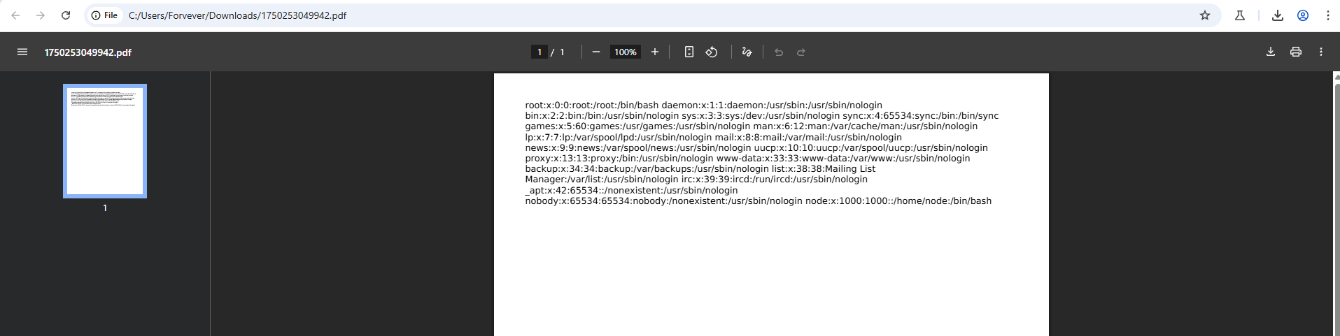 File C:/Users/Forvever/Downloads/1750253049942.pdf
1750253049942.pdf 1 / 1 100%
root:x:0:0:root:/root:/bin/bash daemon:x:1:1:daemon:/usr/sbin:/usr/sbin/nologin
bin:x:2:2:bin:/bin:/usr/sbin/nologin sys:x:3:3:sys:/dev:/usr/sbin/nologin sync:x:4:65534:sync:/bin:/bin/sync
games:x:5:60:games:/usr/games:/usr/sbin/nologin man:x:6:12:man:/var/cache/man:/usr/sbin/nologin
lp:x:7:7:lp:/var/spool/lpd:/usr/sbin/nologin mail:x:8:8:mail:/var/mail:/usr/sbin/nologin
news:x:9:9:news:/var/spool/news:/usr/sbin/nologin uucp:x:10:10:uucp:/var/spool/uucp:/usr/sbin/nologin
proxy:x:13:13:proxy:/bin:/usr/sbin/nologin www-data:x:33:33:www-data:/var/www:/usr/sbin/nologin
backup:x:34:34:backup:/var/backups:/usr/sbin/nologin list:x:38:38:Mailing List
Manager:/var/list:/usr/sbin/nologin irc:x:39:39:ircd:/run/ircd:/usr/sbin/nologin
_apt:x:42:65534::/nonexistent:/usr/sbin/nologin
nobody:x:65534:65534:nobody:/nonexistent:/usr/sbin/nologin node:x:1000:1000::/home/node:/bin/bash
1